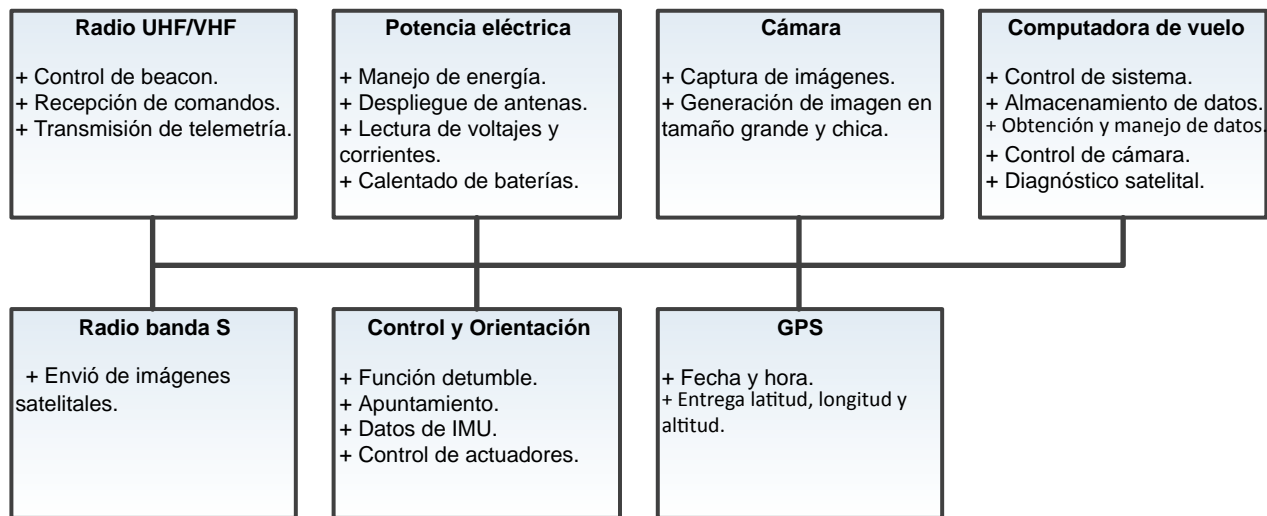 Radio UHF/VHF
+ Control de beacon.
+ Recepción de comandos.
+ Transmisión de telemetría.
Potencia eléctrica
+ Manejo de energía.
+ Despliegue de antenas.
+ Lectura de voltajes y
corrientes.
+ Calentado de baterías.
Cámara
+ Captura de imágenes.
+ Generación de imagen en
tamaño grande y chica.
Computadora de vuelo
+ Control de sistema.
+ Almacenamiento de datos.
+ Obtención y manejo de datos.
+ Control de cámara.
+ Diagnóstico satelital.
Radio banda S
+ Envió de imágenes
satelitales.
Control y Orientación
+ Función detumble.
+ Apuntamiento.
+ Datos de IMU.
+ Control de actuadores.
GPS
+ Fecha y hora.
+ Entrega latitud, longitud y
altitud.